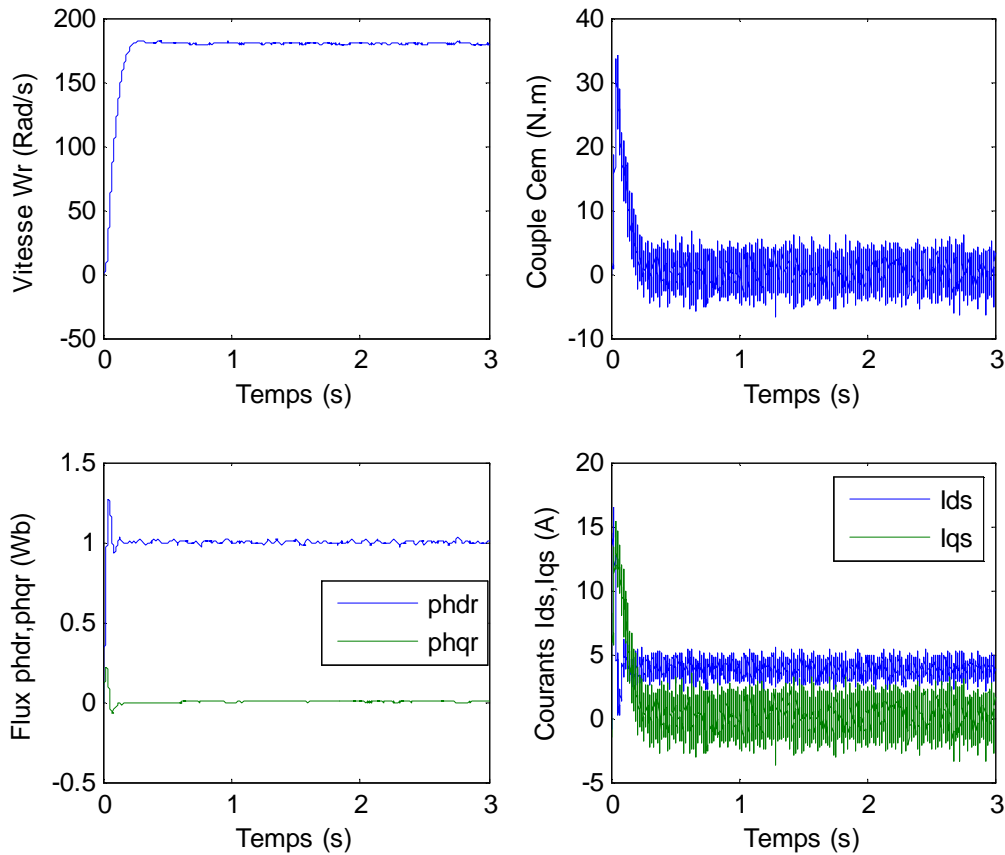 Vitesse Wr (Rad/s)
200
150
100
50
0
-50
0 1 2 3
Temps (s)
Couple Cem (N.m)
40
30
20
10
0
-10
0 1 2 3
Temps (s)
Flux phdr,phqr (Wb)
1.5
1
0.5
0
-0.5
phdr
phqr
0 1 2 3
Temps (s)
Courants Ids,Iqs (A)
20
15
10
5
0
-5
Ids
Iqs
0 1 2 3
Temps (s)